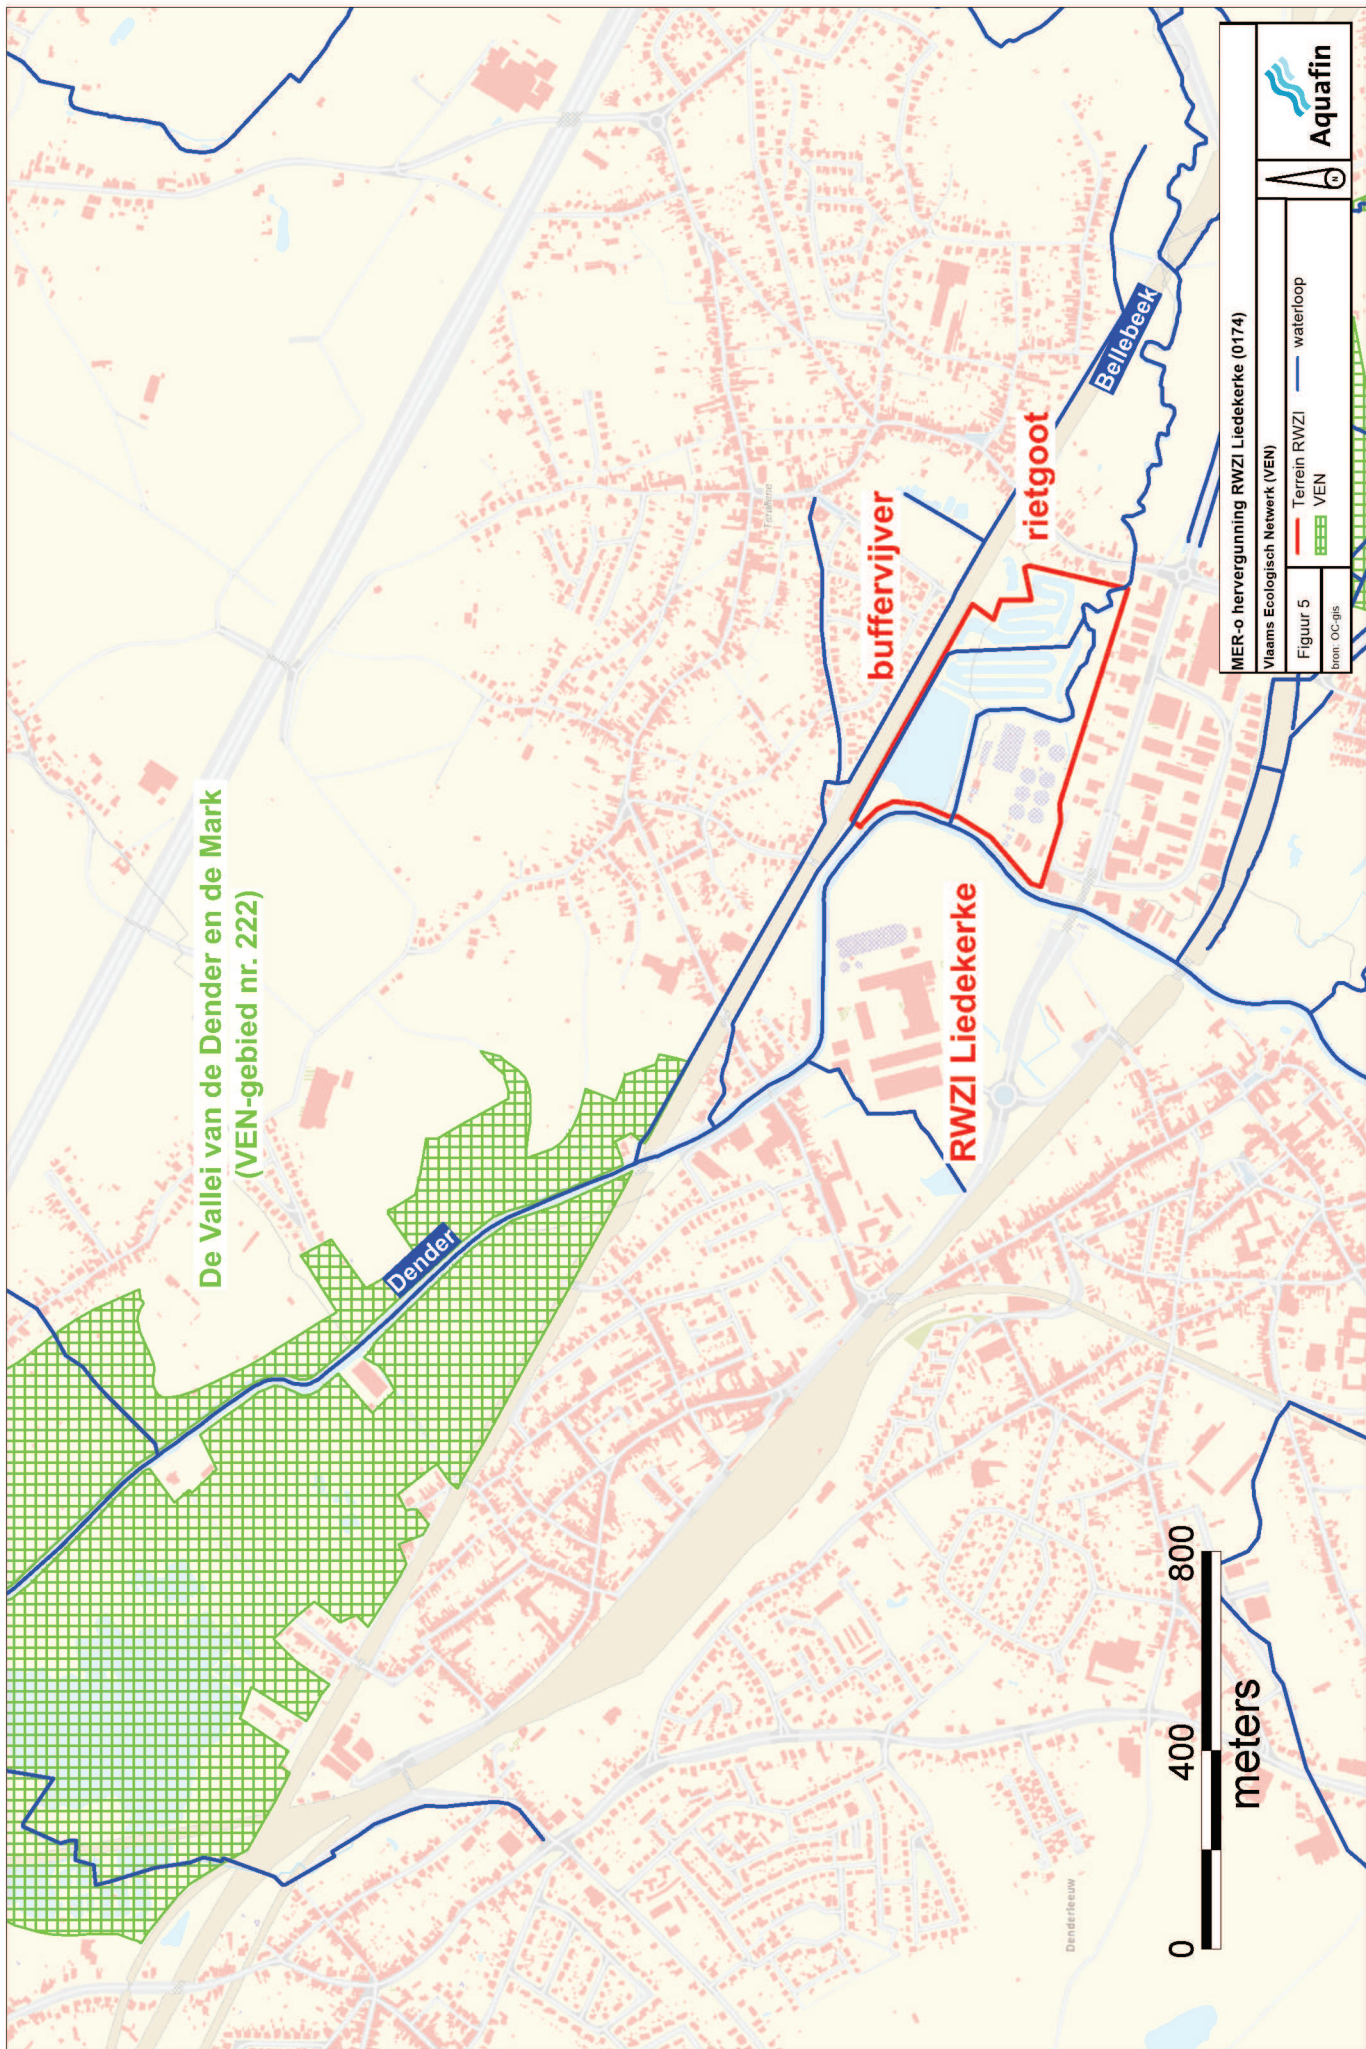 De Vallei van de Dender en de Mark
(VEN-gebied nr. 222)
Dender
buffervijver
rietgoot
Bellebeek
RWZI Liedekerke
Denderleeuw
0 400 800
meters
MER-o hervergunning RWZI Liedekerke (0174)
Vlaams Ecologisch Netwerk (VEN)
Figuur 5
bron: OC-gis
Terrein RWZI
waterloop
VEN
N
Aquafin